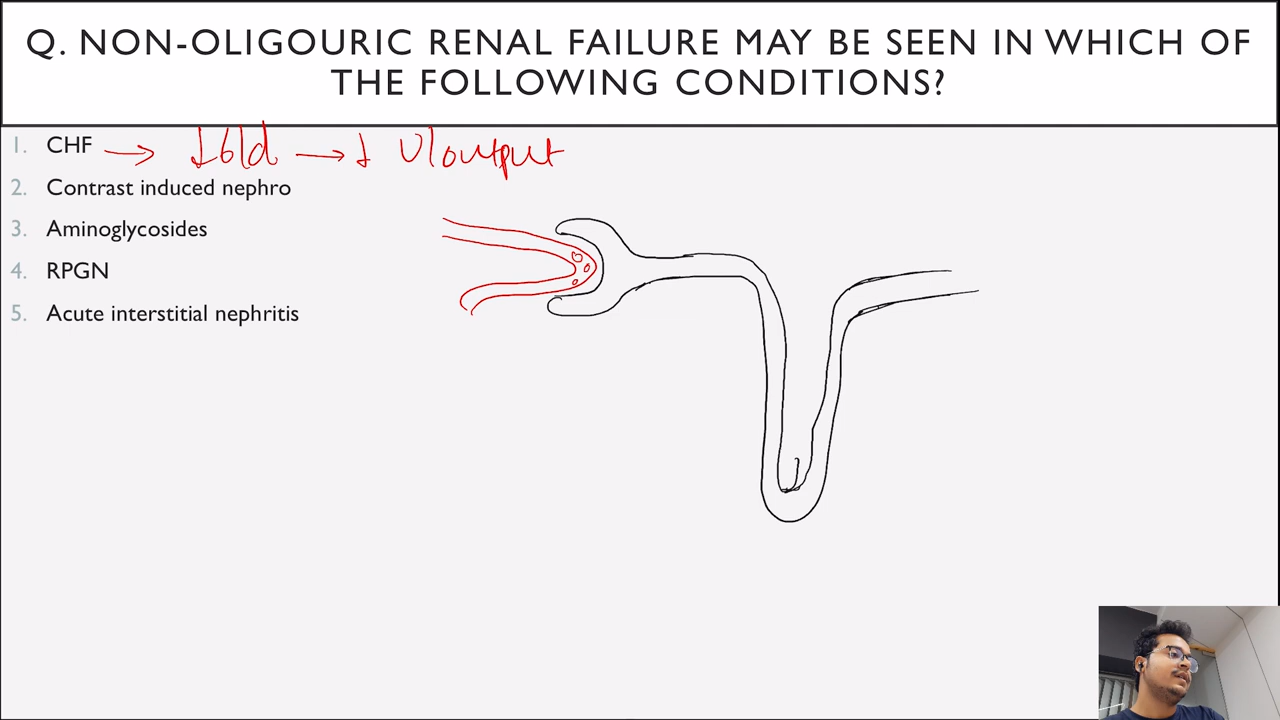 Q. NON-OLIGOURIC RENAL FAILURE MAY BE SEEN IN WHICH OF
THE FOLLOWING CONDITIONS?
1. CHF → ↓ bld → ↓ U/output
2. Contrast induced nephro
3. Aminoglycosides
4. RPGN
5. Acute interstitial nephritis